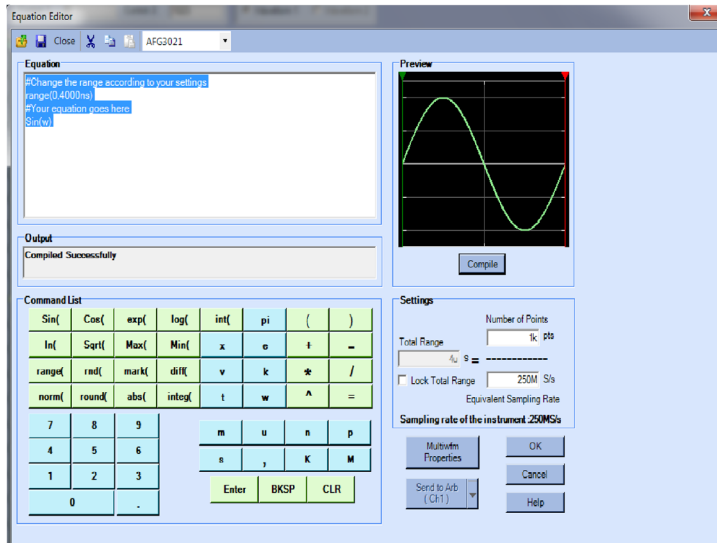 Equation Editor
Close AFG3021
Equation
#Change the range according to your settings
range(0,4000ns)
#Your equation goes here
Sin(w)
Preview
Output
Compiled Successfully
Compile
Command List
Sin( Cos( exp( log( int( pi ( )
ln( Sqrt( Max( Min( x c + -
range( rnd( mark( diff( v k * /
norm( round( abs( integ( t w ^ =
7 8 9
4 5 6
1 2 3
0 .
m u n p
s , K M
Enter BKSP CLR
Settings
Number of Points
Total Range
1k pts
4u s = ------------
Lock Total Range
250M S/s
Equivalent Sampling Rate
Sampling rate of the instrument :250MS/s
Multiwfm Properties
OK
Cancel
Send to Arb
( Ch1 )
Help